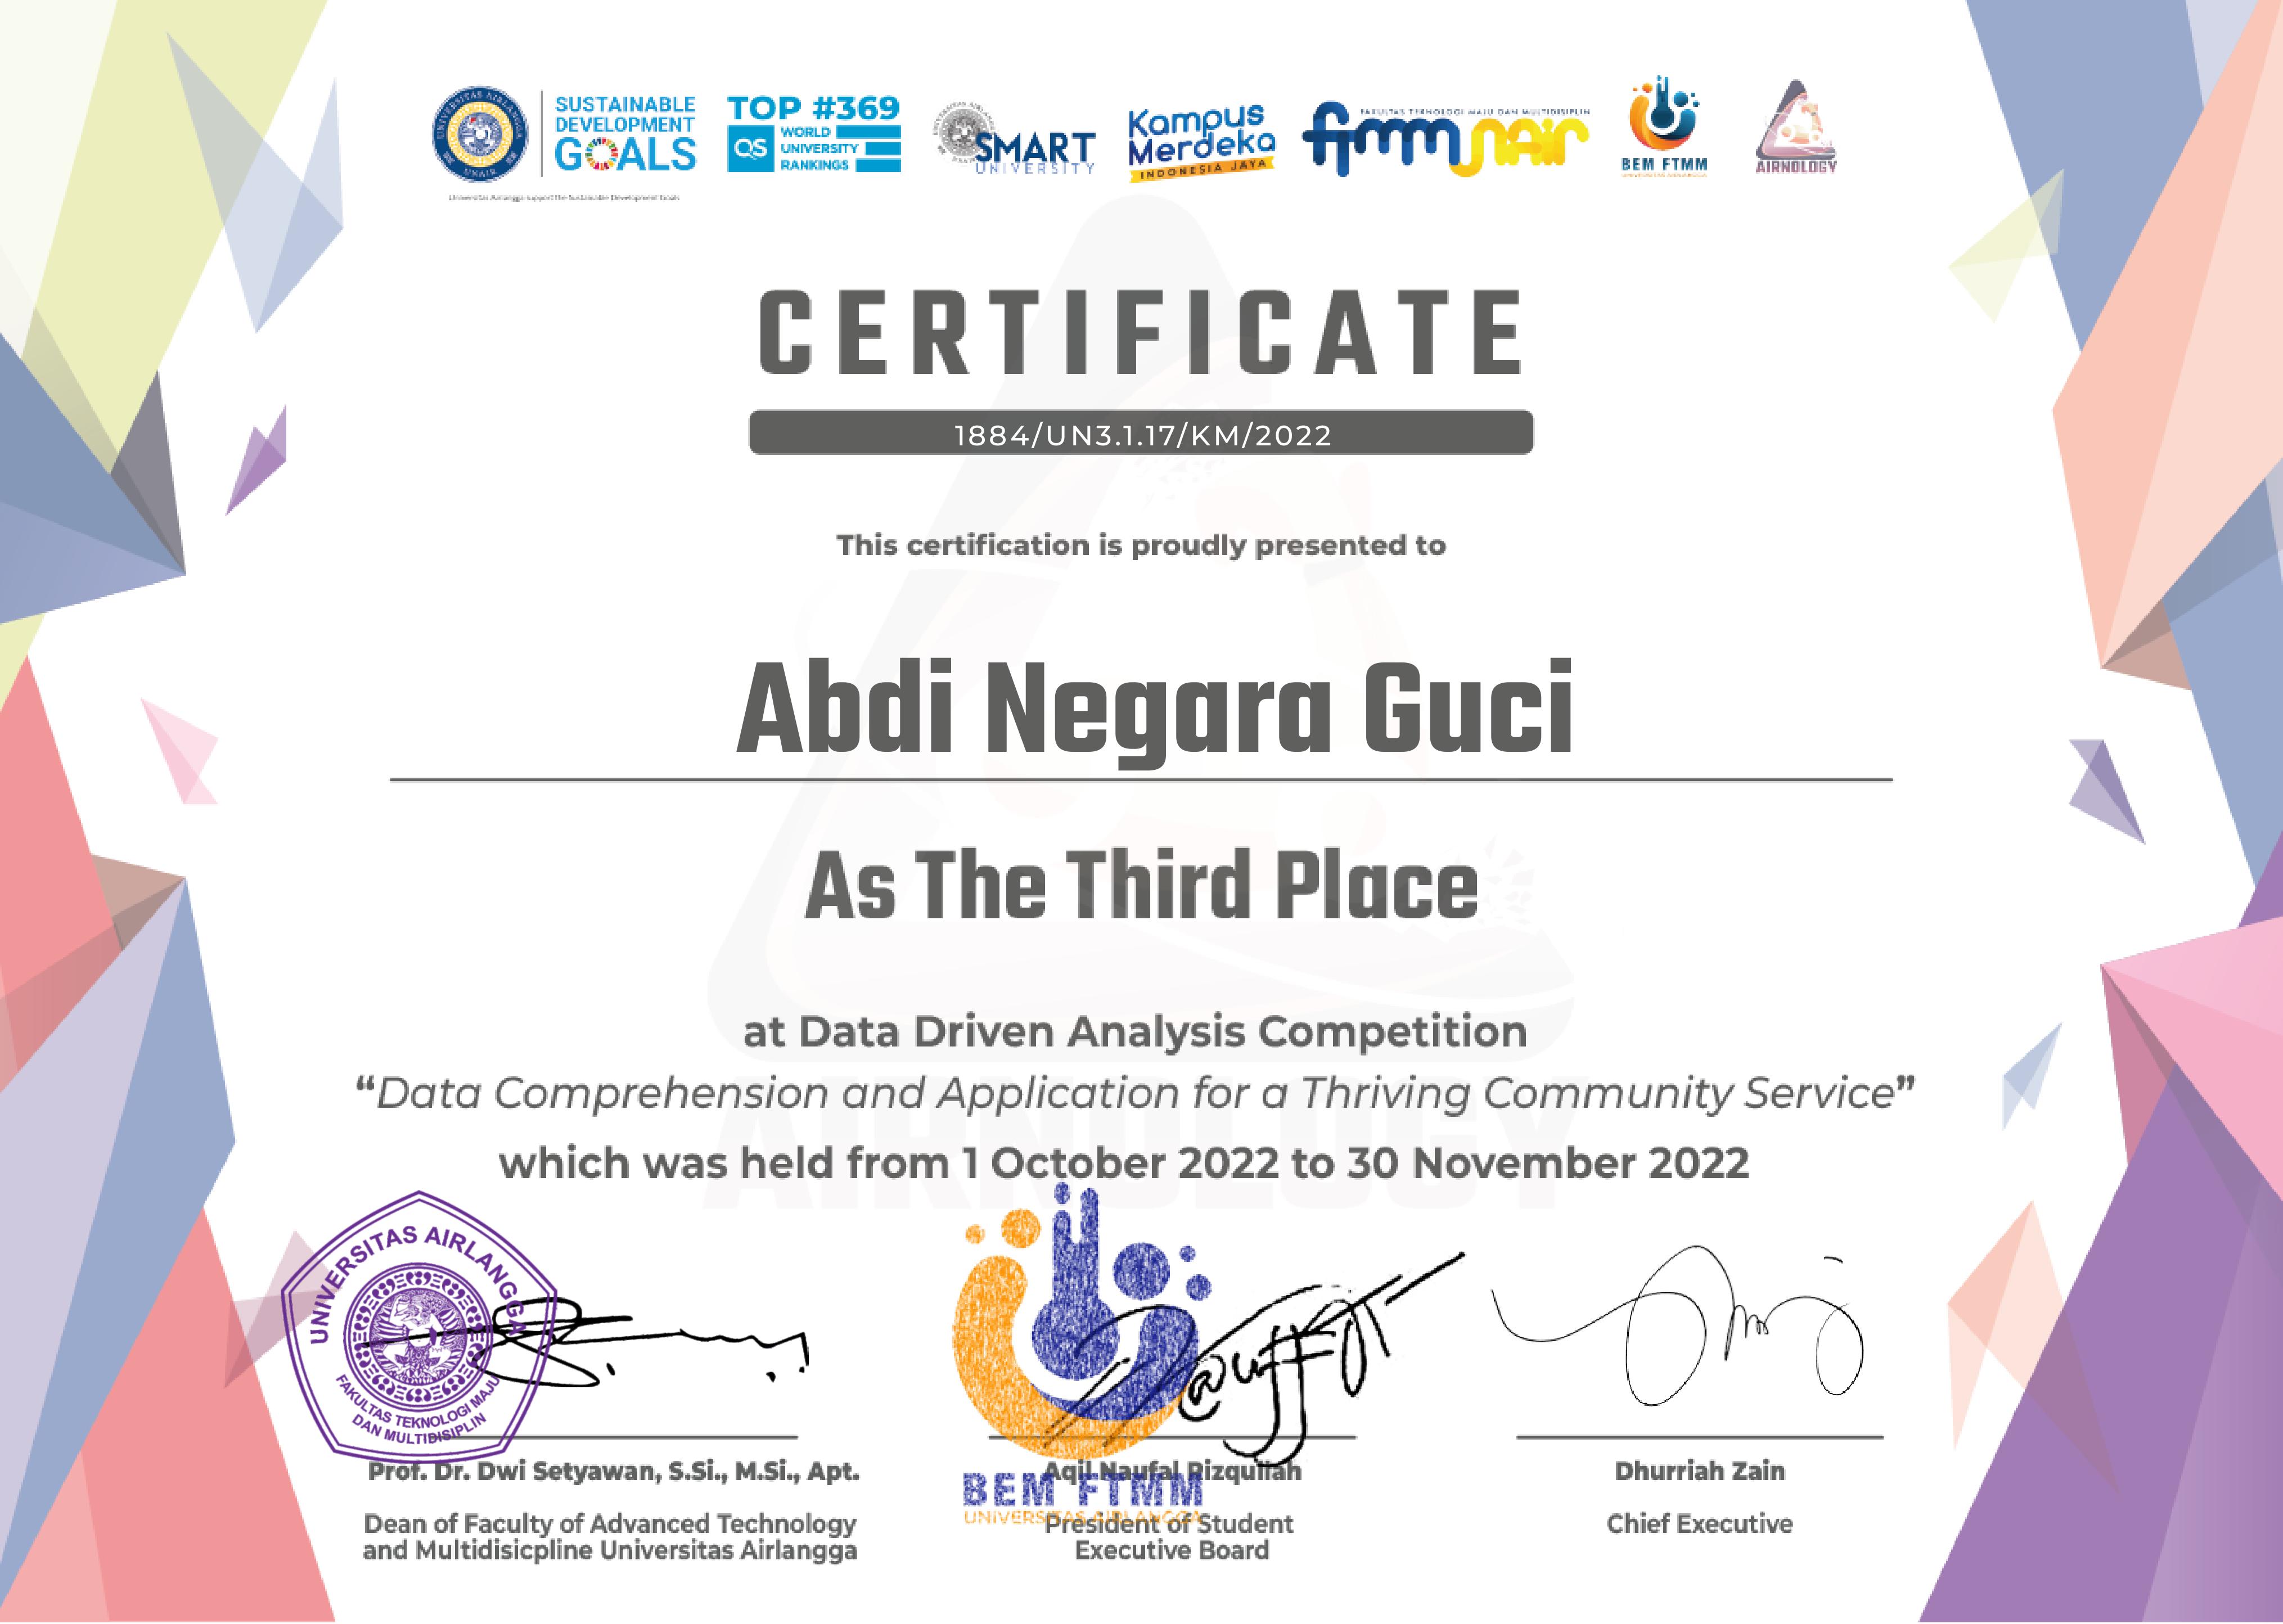 UNIVERSITAS AIRLANGGA
UNAIR
SUSTAINABLE
DEVELOPMENT
GOALS
Universitas Airlangga support the Sustainable Development Goals
TOP #369
QS
WORLD
UNIVERSITY
RANKINGS
SMART
UNIVERSITY
Kampus
Merdeka
INDONESIA JAYA
FAKULTAS TEKNOLOGI MAJU DAN MULTIDISIPLIN
ftmm unair
BEM FTMM
UNIVERSITAS AIRLANGGA
AIRNOLOGY
CERTIFICATE
1884/UN3.1.17/KM/2022
This certification is proudly presented to
Abdi Negara Guci
As The Third Place
at Data Driven Analysis Competition
“Data Comprehension and Application for a Thriving Community Service”
which was held from 1 October 2022 to 30 November 2022
AIRNOLOGY
UNIVERSITAS AIRLANGGA
FAKULTAS TEKNOLOGI MAJU
DAN MULTIDISIPLIN
Prof. Dr. Dwi Setyawan, S.Si., M.Si., Apt.
Dean of Faculty of Advanced Technology
and Multidisicpline Universitas Airlangga
BEM FTMM
UNIVERSITAS AIRLANGGA
Aqil Naufal Rizqullah
President of Student
Executive Board
Dhurriah Zain
Chief Executive